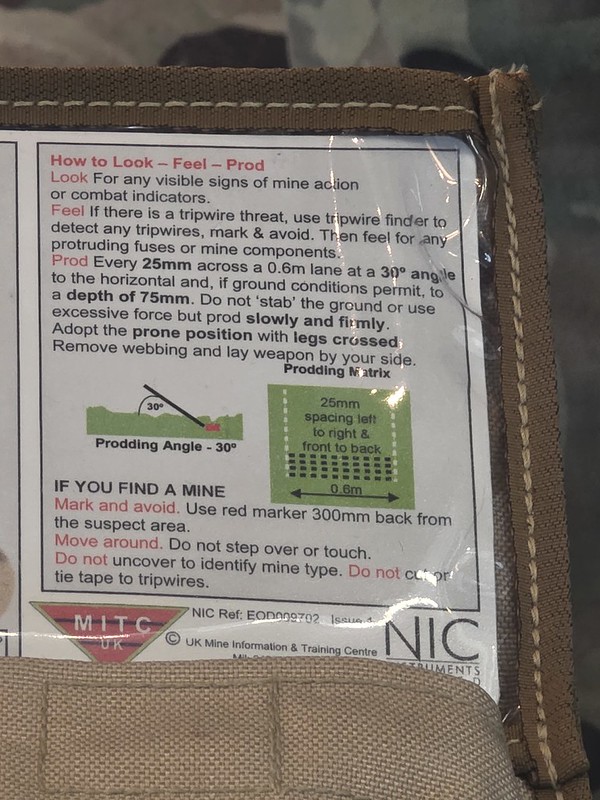 How to Look – Feel – Prod
Look For any visible signs of mine action
or combat indicators.
Feel If there is a tripwire threat, use tripwire finder to
detect any tripwires, mark & avoid. Then feel for any
protruding fuses or mine components.
Prod Every 25mm across a 0.6m lane at a 30º angle
to the horizontal and, if ground conditions permit, to
a depth of 75mm. Do not ‘stab’ the ground or use
excessive force but prod slowly and firmly.
Adopt the prone position with legs crossed.
Remove webbing and lay weapon by your side.
30º
Prodding Angle - 30º
Prodding Matrix
25mm
spacing left
to right &
front to back
0.6m
IF YOU FIND A MINE
Mark and avoid. Use red marker 300mm back from
the suspect area.
Move around. Do not step over or touch.
Do not uncover to identify mine type. Do not cut or
tie tape to tripwires.
MITC
UK
NIC Ref: EOD009702 Issue 1
© UK Mine Information & Training Centre
NIC
INSTRUMENTS